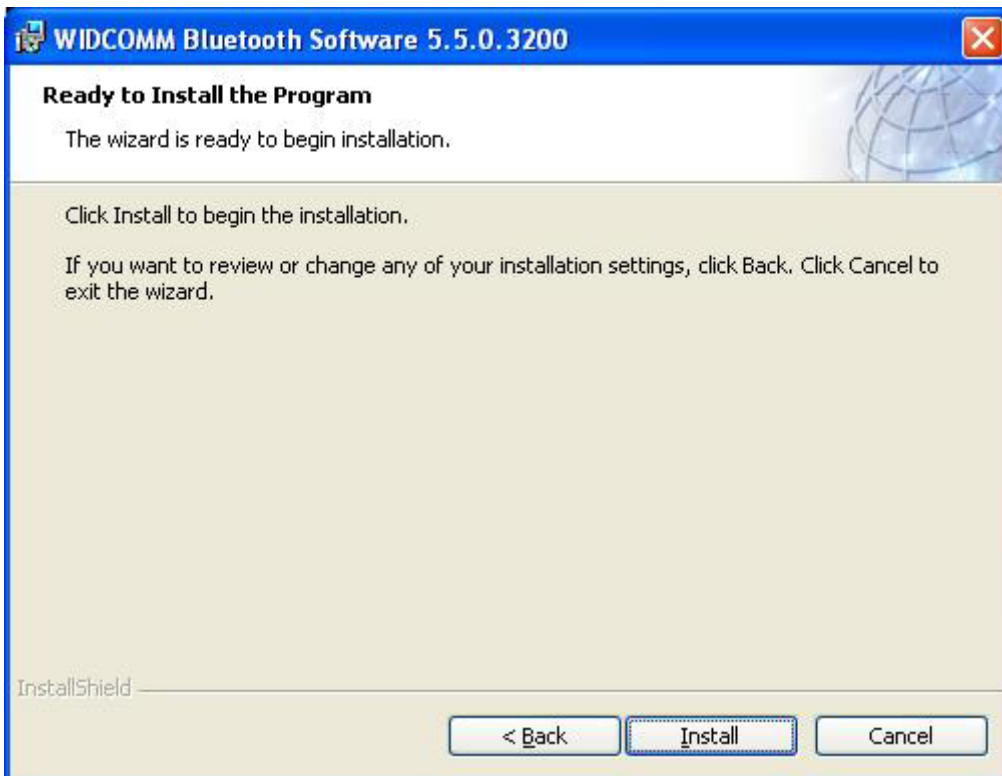 WIDCOMM Bluetooth Software 5.5.0.3200
Ready to Install the Program
The wizard is ready to begin installation.
Click Install to begin the installation.
If you want to review or change any of your installation settings, click Back. Click Cancel to
exit the wizard.
InstallShield
< Back Install Cancel